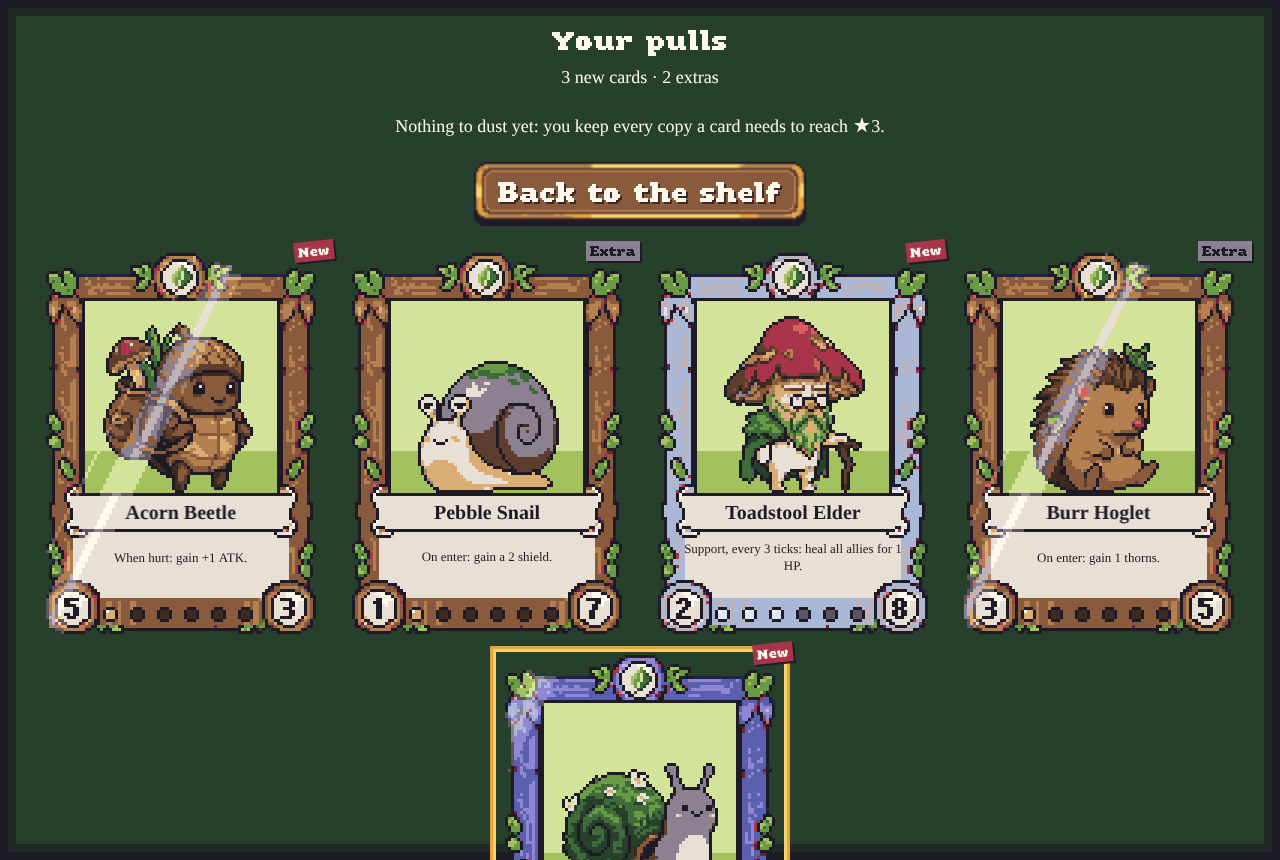 Your pulls
3 new cards · 2 extras
Nothing to dust yet: you keep every copy a card needs to reach ★3.
Back to the shelf
New
Extra
New
Extra
Acorn Beetle
When hurt: gain +1 ATK.
5
3
Pebble Snail
On enter: gain a 2 shield.
1
7
Toadstool Elder
Support, every 3 ticks: heal all allies for 1
HP.
2
8
Burr Hoglet
On enter: gain 1 thorns.
3
5
New